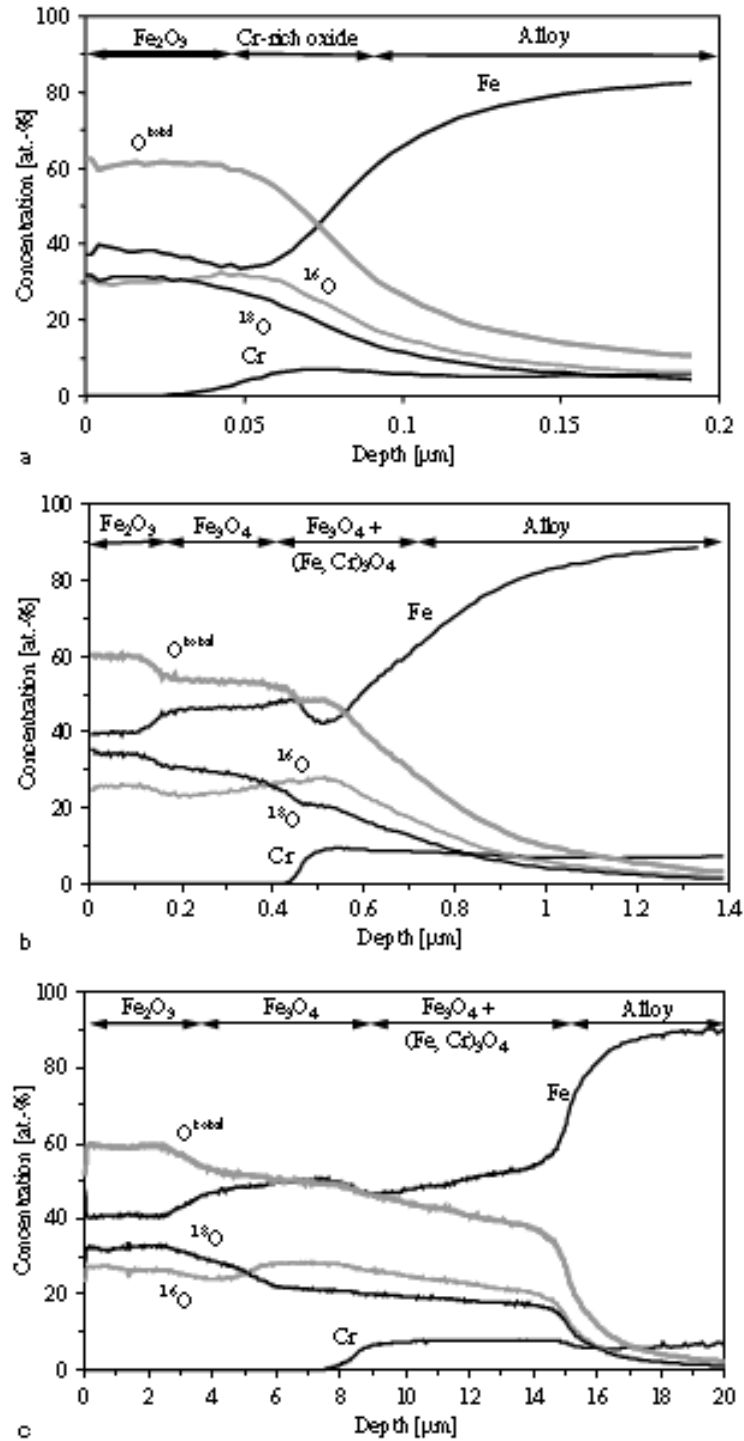 100
80
60
40
20
0
Concentration [at.-%]
Fe₂O₃ Cr-rich oxide Alloy
Fe
O^total
¹⁶O
¹⁸O
Cr
0 0.05 0.1 0.15 0.2
Depth [µm]
a
100
80
60
40
20
0
Concentration [at.-%]
Fe₂O₃ Fe₃O₄ Fe₃O₄ + Alloy
(Fe, Cr)₃O₄
Fe
O^total
¹⁶O
¹⁸O
Cr
0 0.2 0.4 0.6 0.8 1 1.2 1.4
Depth [µm]
b
100
80
60
40
20
0
Concentration [at.-%]
Fe₂O₃ Fe₃O₄ Fe₃O₄ + Alloy
(Fe, Cr)₃O₄
Fe
O^total
¹⁸O
¹⁶O
Cr
0 2 4 6 8 10 12 14 16 18 20
Depth [µm]
c